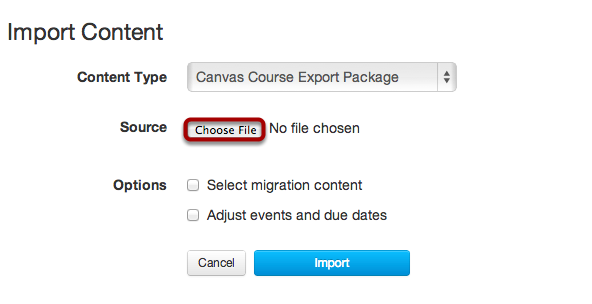 Import Content
Content Type Canvas Course Export Package
Source Choose File No file chosen
Options Select migration content
Adjust events and due dates
Cancel Import